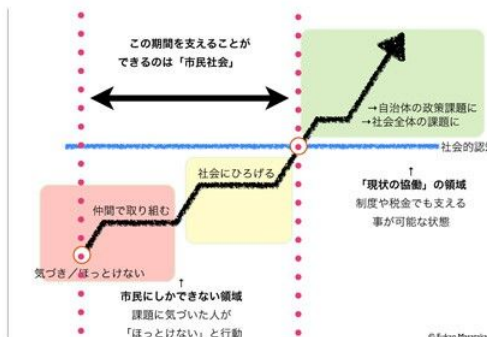 この期間を支えることが
できるのは「市民社会」
→自治体の政策課題に
→社会全体の課題に
社会的認
社会にひろげる
↑
「現状の協働」の領域
制度や税金でも支える
事が可能な状態
仲間で取り組む
気づき／ほっとけない
↑
市民にしかできない領域
課題に気づいた人が
「ほっとけない」と行動